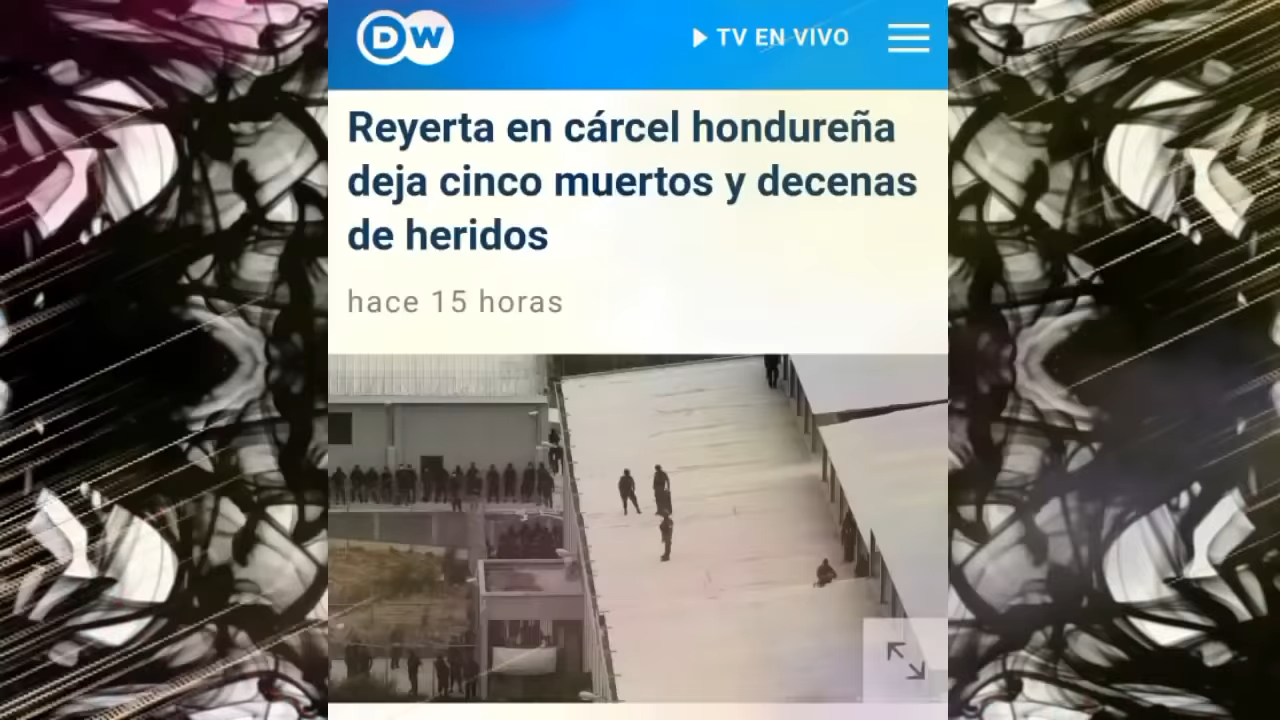 DW
TV EN VIVO
Reyerta en cárcel hondureña
deja cinco muertos y decenas
de heridos
hace 15 horas